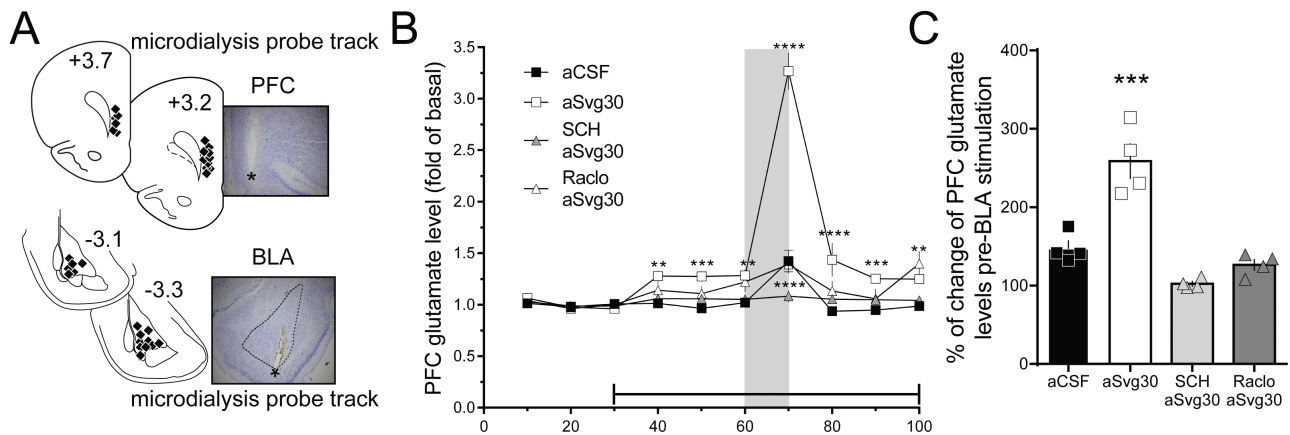 A
microdialysis probe track
+3.7
PFC
+3.2
*
-3.1
BLA
-3.3
*
microdialysis probe track
B
PFC glutamate level (fold of basal)
3.5
3.0
2.5
2.0
1.5
1.0
0.5
0.0
aCSF
aSvg30
SCH
aSvg30
Raclo
aSvg30
****
** *** ** **** *** **
****
0 20 40 60 80 100
C
% of change of PFC glutamate
levels pre-BLA stimulation
400
300
200
100
0
***
aCSF
aSvg30
SCH
aSvg30
Raclo
aSvg30